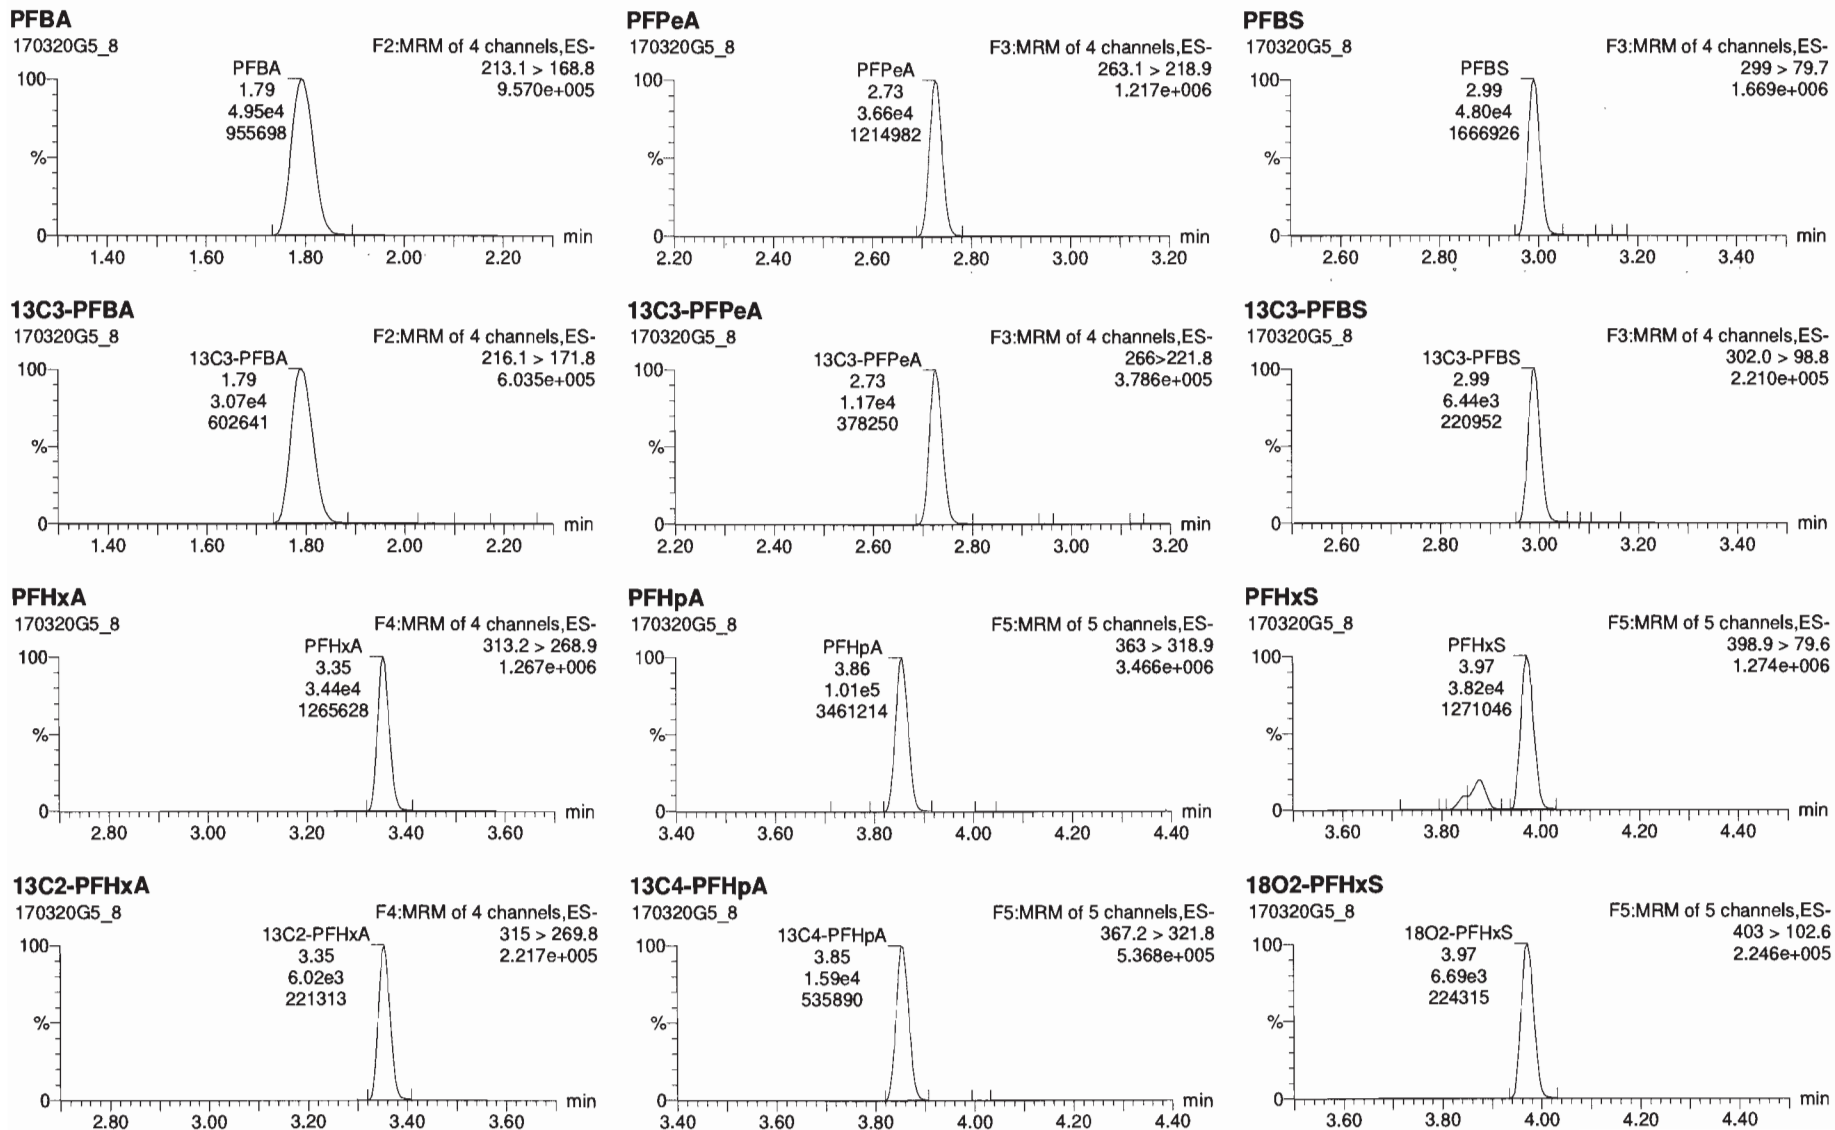 PFBA
170320G5_8
F2:MRM of 4 channels,ES-
213.1 > 168.8
9.570e+005
PFBA
1.79
4.95e4
955698
100
%
0
min
1.40 1.60 1.80 2.00 2.20
PFPeA
170320G5_8
F3:MRM of 4 channels,ES-
263.1 > 218.9
1.217e+006
PFPeA
2.73
3.66e4
1214982
100
%
0
min
2.20 2.40 2.60 2.80 3.00 3.20
PFBS
170320G5_8
F3:MRM of 4 channels,ES-
299 > 79.7
1.669e+006
PFBS
2.99
4.80e4
1666926
100
%
0
min
2.60 2.80 3.00 3.20 3.40
13C3-PFBA
170320G5_8
F2:MRM of 4 channels,ES-
216.1 > 171.8
6.035e+005
13C3-PFBA
1.79
3.07e4
602641
100
%
0
min
1.40 1.60 1.80 2.00 2.20
13C3-PFPeA
170320G5_8
F3:MRM of 4 channels,ES-
266>221.8
3.786e+005
13C3-PFPeA
2.73
1.17e4
378250
100
%
0
min
2.20 2.40 2.60 2.80 3.00 3.20
13C3-PFBS
170320G5_8
F3:MRM of 4 channels,ES-
302.0 > 98.8
2.210e+005
13C3-PFBS
2.99
6.44e3
220952
100
%
0
min
2.60 2.80 3.00 3.20 3.40
PFHxA
170320G5_8
F4:MRM of 4 channels,ES-
313.2 > 268.9
1.267e+006
PFHxA
3.35
3.44e4
1265628
100
%
0
min
2.80 3.00 3.20 3.40 3.60
PFHpA
170320G5_8
F5:MRM of 5 channels,ES-
363 > 318.9
3.466e+006
PFHpA
3.86
1.01e5
3461214
100
%
0
min
3.40 3.60 3.80 4.00 4.20 4.40
PFHxS
170320G5_8
F5:MRM of 5 channels,ES-
398.9 > 79.6
1.274e+006
PFHxS
3.97
3.82e4
1271046
100
%
0
min
3.60 3.80 4.00 4.20 4.40
13C2-PFHxA
170320G5_8
F4:MRM of 4 channels,ES-
315 > 269.8
2.217e+005
13C2-PFHxA
3.35
6.02e3
221313
100
%
0
min
2.80 3.00 3.20 3.40 3.60
13C4-PFHpA
170320G5_8
F5:MRM of 5 channels,ES-
367.2 > 321.8
5.368e+005
13C4-PFHpA
3.85
1.59e4
535890
100
%
0
min
3.40 3.60 3.80 4.00 4.20 4.40
18O2-PFHxS
170320G5_8
F5:MRM of 5 channels,ES-
403 > 102.6
2.246e+005
18O2-PFHxS
3.97
6.69e3
224315
100
%
0
min
3.60 3.80 4.00 4.20 4.40